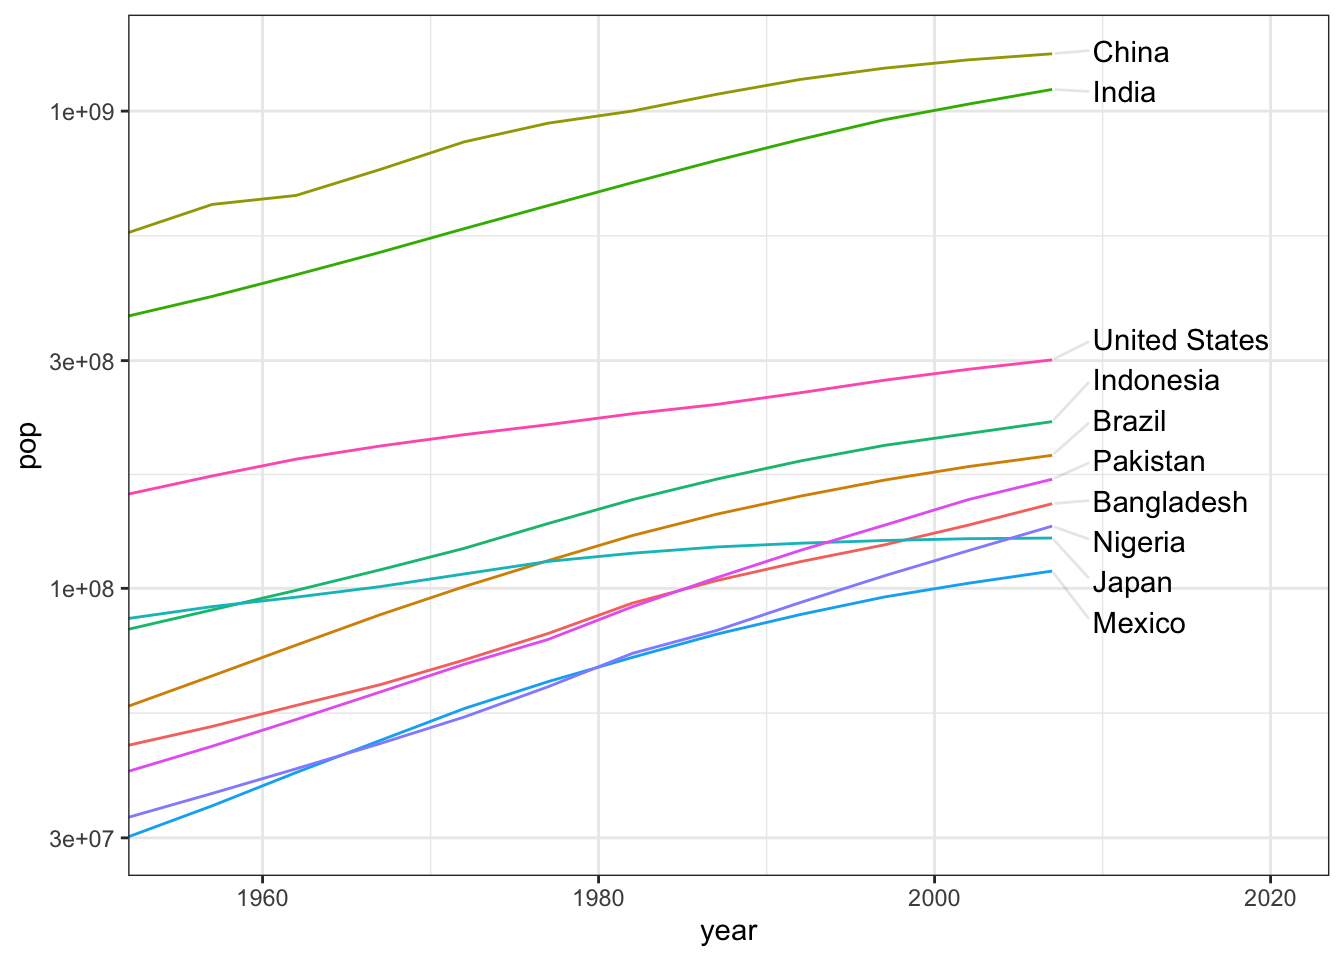 China
1e+09
India
United States
3e+08
Indonesia
Brazil
pop
Pakistan
Bangladesh
Nigeria
Japan
1e+08
Mexico
3e+07
1960
1980
2000
2020
year